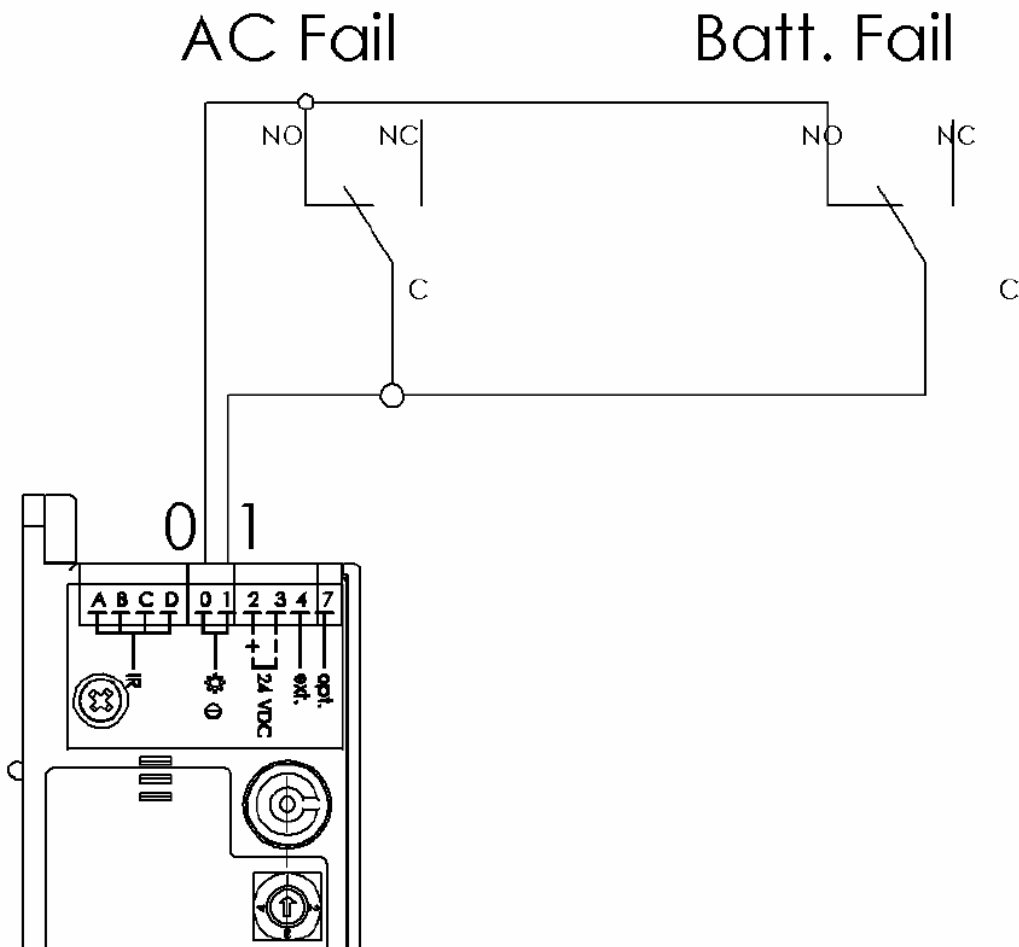 AC Fail Batt. Fail
NO NC NO NC
C C
0 1
A B C D 0 1 2 3 4 7
+
IR 24 VDC ext. opt.